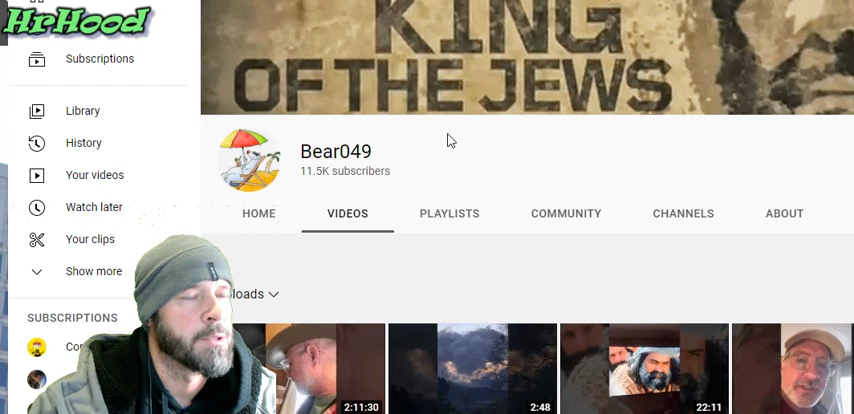 HrHood
KING
OF THE JEWS
Subscriptions
Library
History
Your videos
Watch later
Your clips
Show more
SUBSCRIPTIONS
Bear049
11.5K subscribers
HOME VIDEOS PLAYLISTS COMMUNITY CHANNELS ABOUT
loads
2:11:30
2:48
22:11